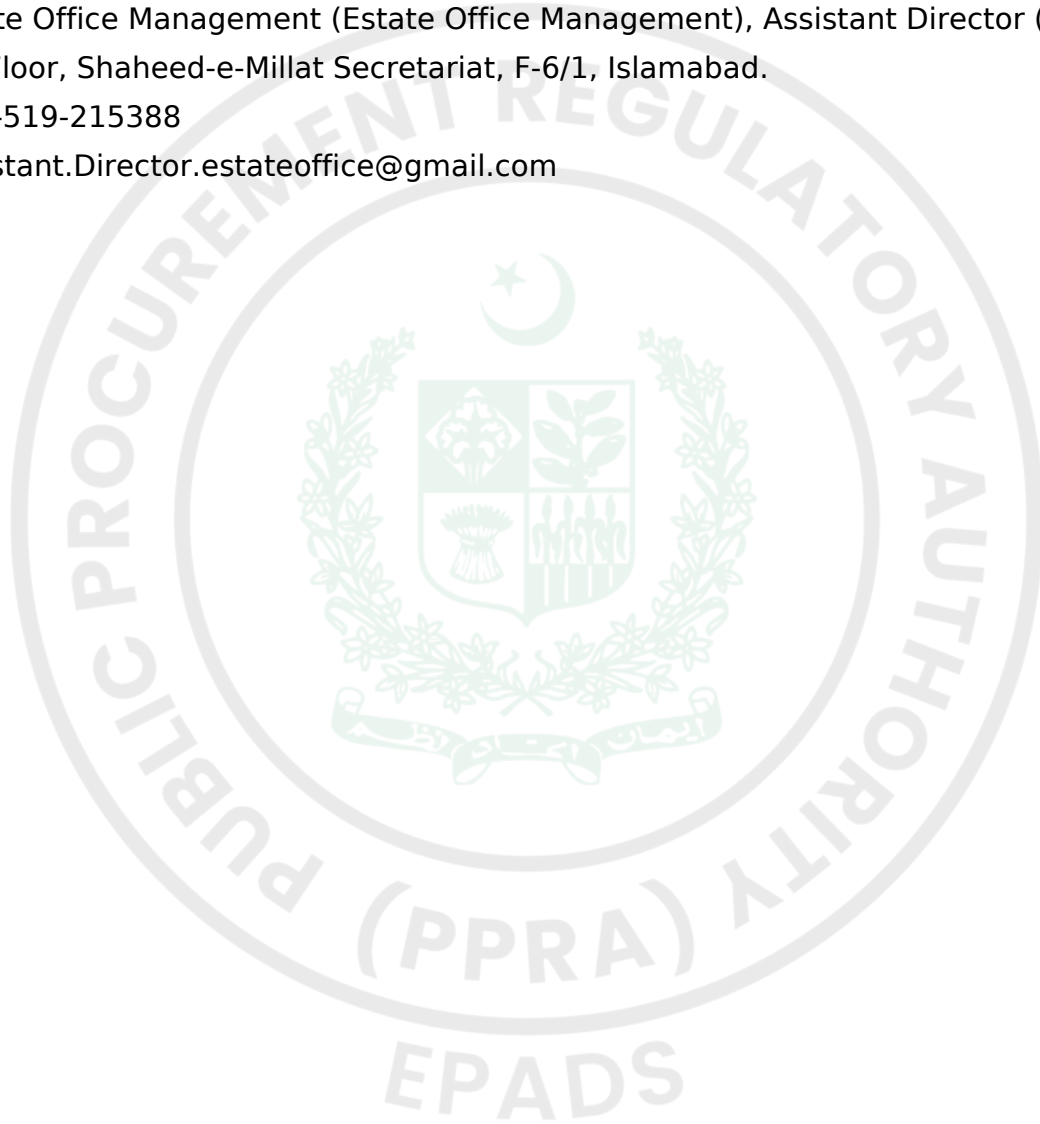 te Office Management (Estate Office Management), Assistant Director (
loor, Shaheed-e-Millat Secretariat, F-6/1, Islamabad.
-519-215388
stant.Director.estateoffice@gmail.com
PUBLIC PROCUREMENT REGULATORY AUTHORITY
(PPRA)
EPADS